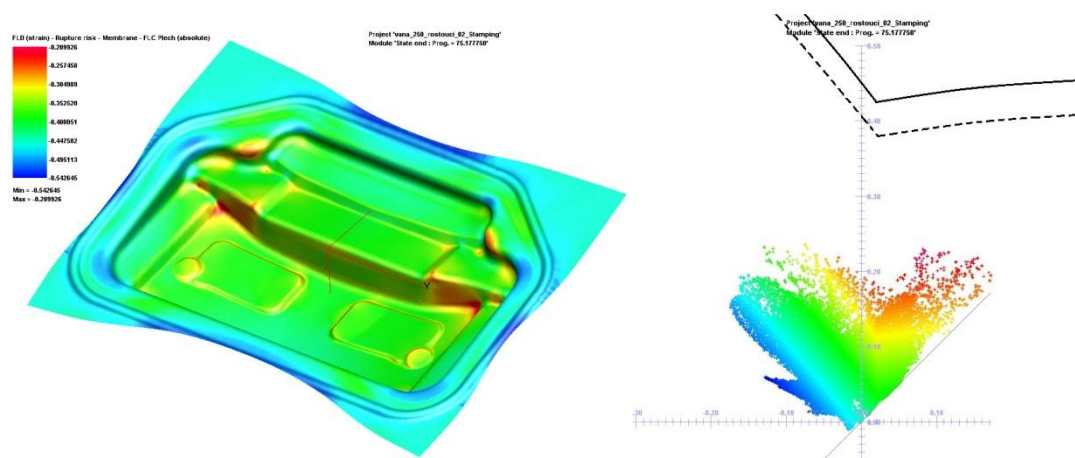 FLD (strain) - Rupture risk - Membrane - FLC Plech (absolute)
-0.209926
-0.257458
-0.304989
-0.352520
-0.400051
-0.447582
-0.495113
-0.542645
Min = -0.542645
Max = -0.209926
Project 'vana_250_rostouci_02_Stamping'
Module 'State end : Prog. = 75.177750'
Y
Project 'vana_250_rostouci_02_Stamping'
Module 'State end : Prog. = 75.177750'
0.50
0.40
0.30
0.20
0.10
0.00
-0.20
-0.10
0.10